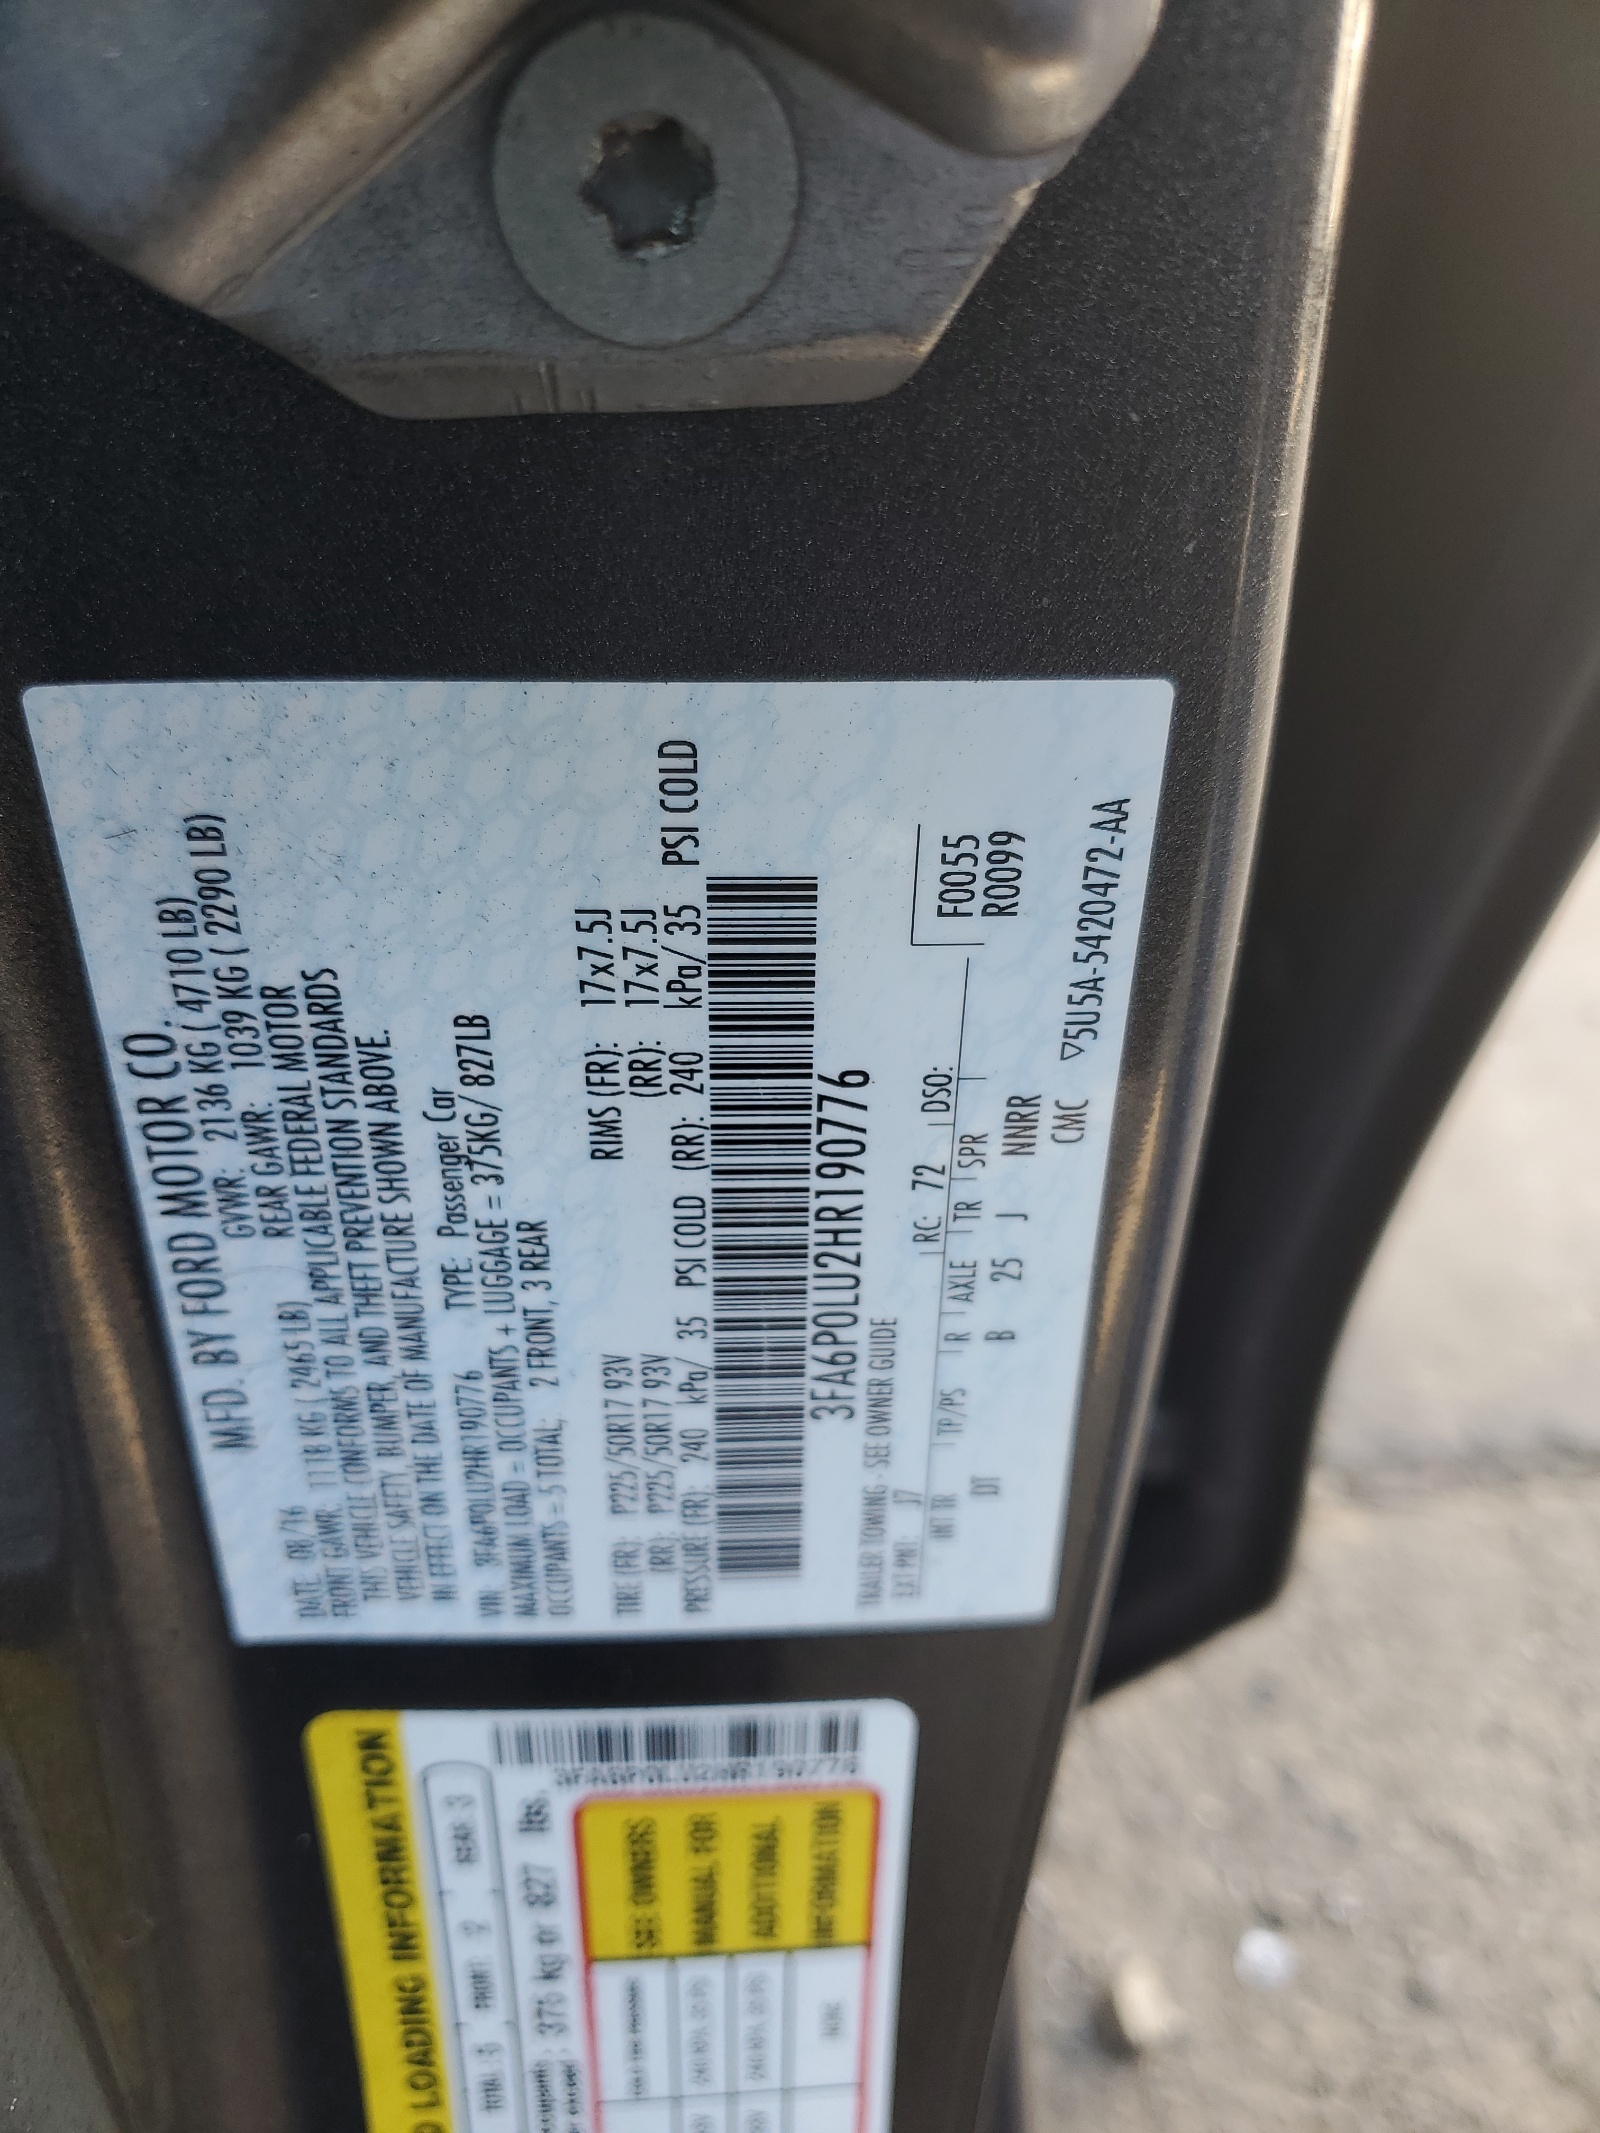 MFD. BY FORD MOTOR CO.
DATE: 08/16 GVWR: 2136 KG ( 4710 LB)
FRONT GAWR: 1118 KG ( 2465 LB) REAR GAWR: 1039 KG ( 2290 LB)
THIS VEHICLE CONFORMS TO ALL APPLICABLE FEDERAL MOTOR
VEHICLE SAFETY, BUMPER, AND THEFT PREVENTION STANDARDS
IN EFFECT ON THE DATE OF MANUFACTURE SHOWN ABOVE.
VIN: 3FA6P0LU2HR190776 TYPE: Passenger Car
MAXIMUM LOAD = OCCUPANTS + LUGGAGE = 375KG/ 827LB
OCCUPANTS = 5 TOTAL, 2 FRONT, 3 REAR
TIRE (FR): P225/50R17 93V RIMS (FR): 17x7.5J
(RR): P225/50R17 93V (RR): 17x7.5J
PRESSURE (FR): 240 kPa/ 35 PSI COLD (RR): 240 kPa/ 35 PSI COLD
3FA6P0LU2HR190776
TRAILER TOWING - SEE OWNER GUIDE
EXT PNT: J7 RC: 72 DSO: F0055
INT TR TP/PS R AXLE TR SPR R0099
DT B 25 J NNRR
CMC ▽5U5A-5420472-AA
LOADING INFORMATION
TOTAL 5 FRONT 2 REAR 3
375 kg or 827 lbs.
3FA6P0LU2HR190776
SEE OWNERS
MANUAL FOR
ADDITIONAL
INFORMATION